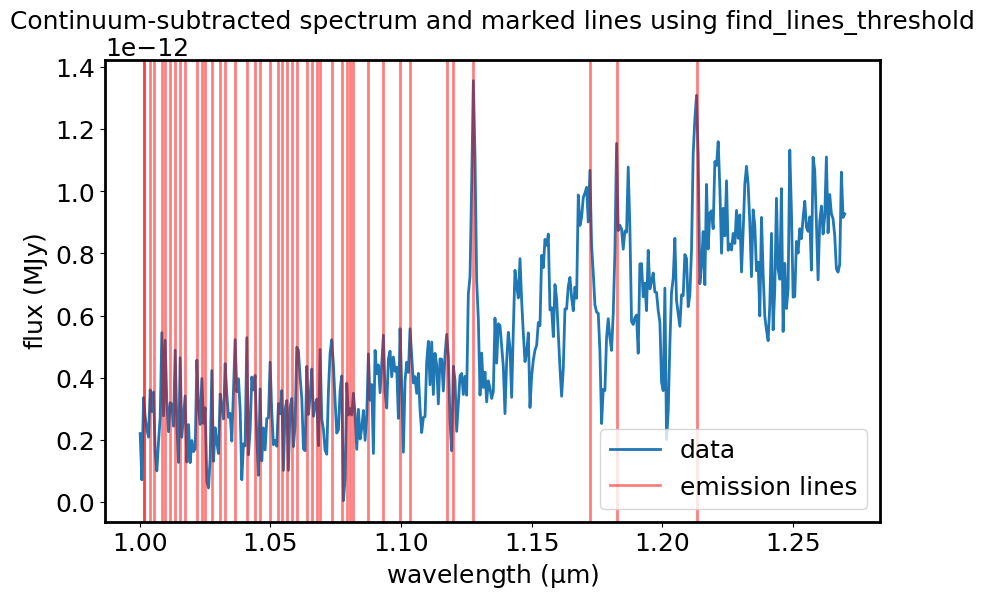 Continuum-subtracted spectrum and marked lines using find_lines_threshold
1e−12
1.4
1.2
1.0
0.8
0.6
0.4
0.2
0.0
flux (MJy)
data
emission lines
1.00 1.05 1.10 1.15 1.20 1.25
wavelength (μm)